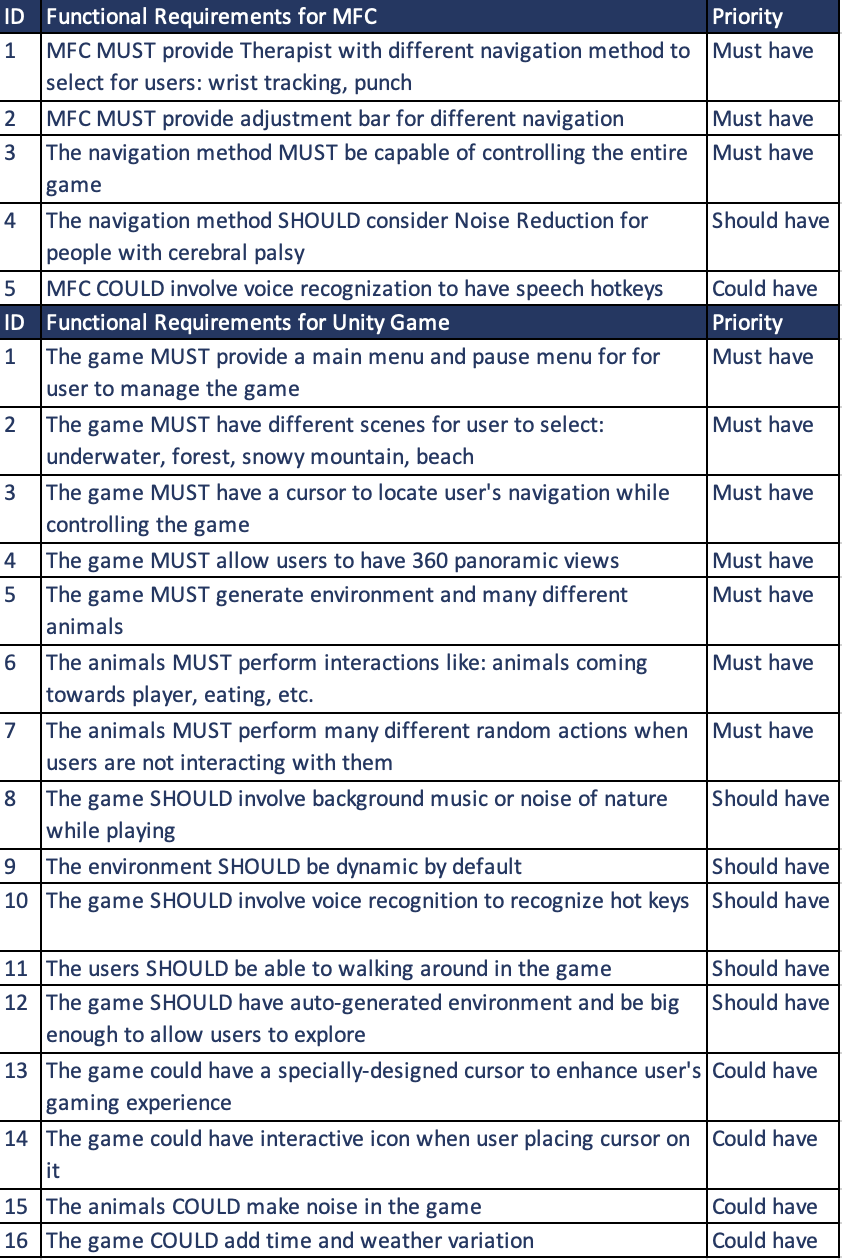 ID Functional Requirements for MFC Priority
1 MFC MUST provide Therapist with different navigation method to Must have
select for users: wrist tracking, punch
2 MFC MUST provide adjustment bar for different navigation Must have
3 The navigation method MUST be capable of controlling the entire Must have
game
4 The navigation method SHOULD consider Noise Reduction for Should have
people with cerebral palsy
5 MFC COULD involve voice recognization to have speech hotkeys Could have
ID Functional Requirements for Unity Game Priority
1 The game MUST provide a main menu and pause menu for for Must have
user to manage the game
2 The game MUST have different scenes for user to select: Must have
underwater, forest, snowy mountain, beach
3 The game MUST have a cursor to locate user's navigation while Must have
controlling the game
4 The game MUST allow users to have 360 panoramic views Must have
5 The game MUST generate environment and many different Must have
animals
6 The animals MUST perform interactions like: animals coming Must have
towards player, eating, etc.
7 The animals MUST perform many different random actions when Must have
users are not interacting with them
8 The game SHOULD involve background music or noise of nature Should have
while playing
9 The environment SHOULD be dynamic by default Should have
10 The game SHOULD involve voice recognition to recognize hot keys Should have
11 The users SHOULD be able to walking around in the game Should have
12 The game SHOULD have auto-generated environment and be big Should have
enough to allow users to explore
13 The game could have a specially-designed cursor to enhance user's Could have
gaming experience
14 The game could have interactive icon when user placing cursor on Could have
it
15 The animals COULD make noise in the game Could have
16 The game COULD add time and weather variation Could have